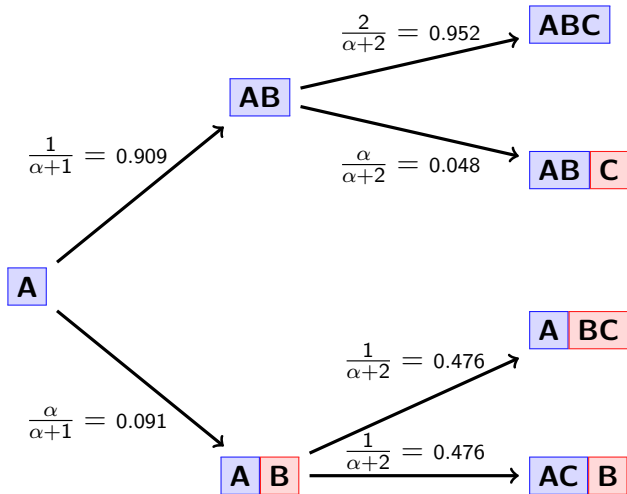 ABC
2/(α+2) = 0.952
AB
1/(α+1) = 0.909
α/(α+2) = 0.048
AB C
A
A BC
1/(α+2) = 0.476
α/(α+1) = 0.091
1/(α+2) = 0.476
A B
AC B